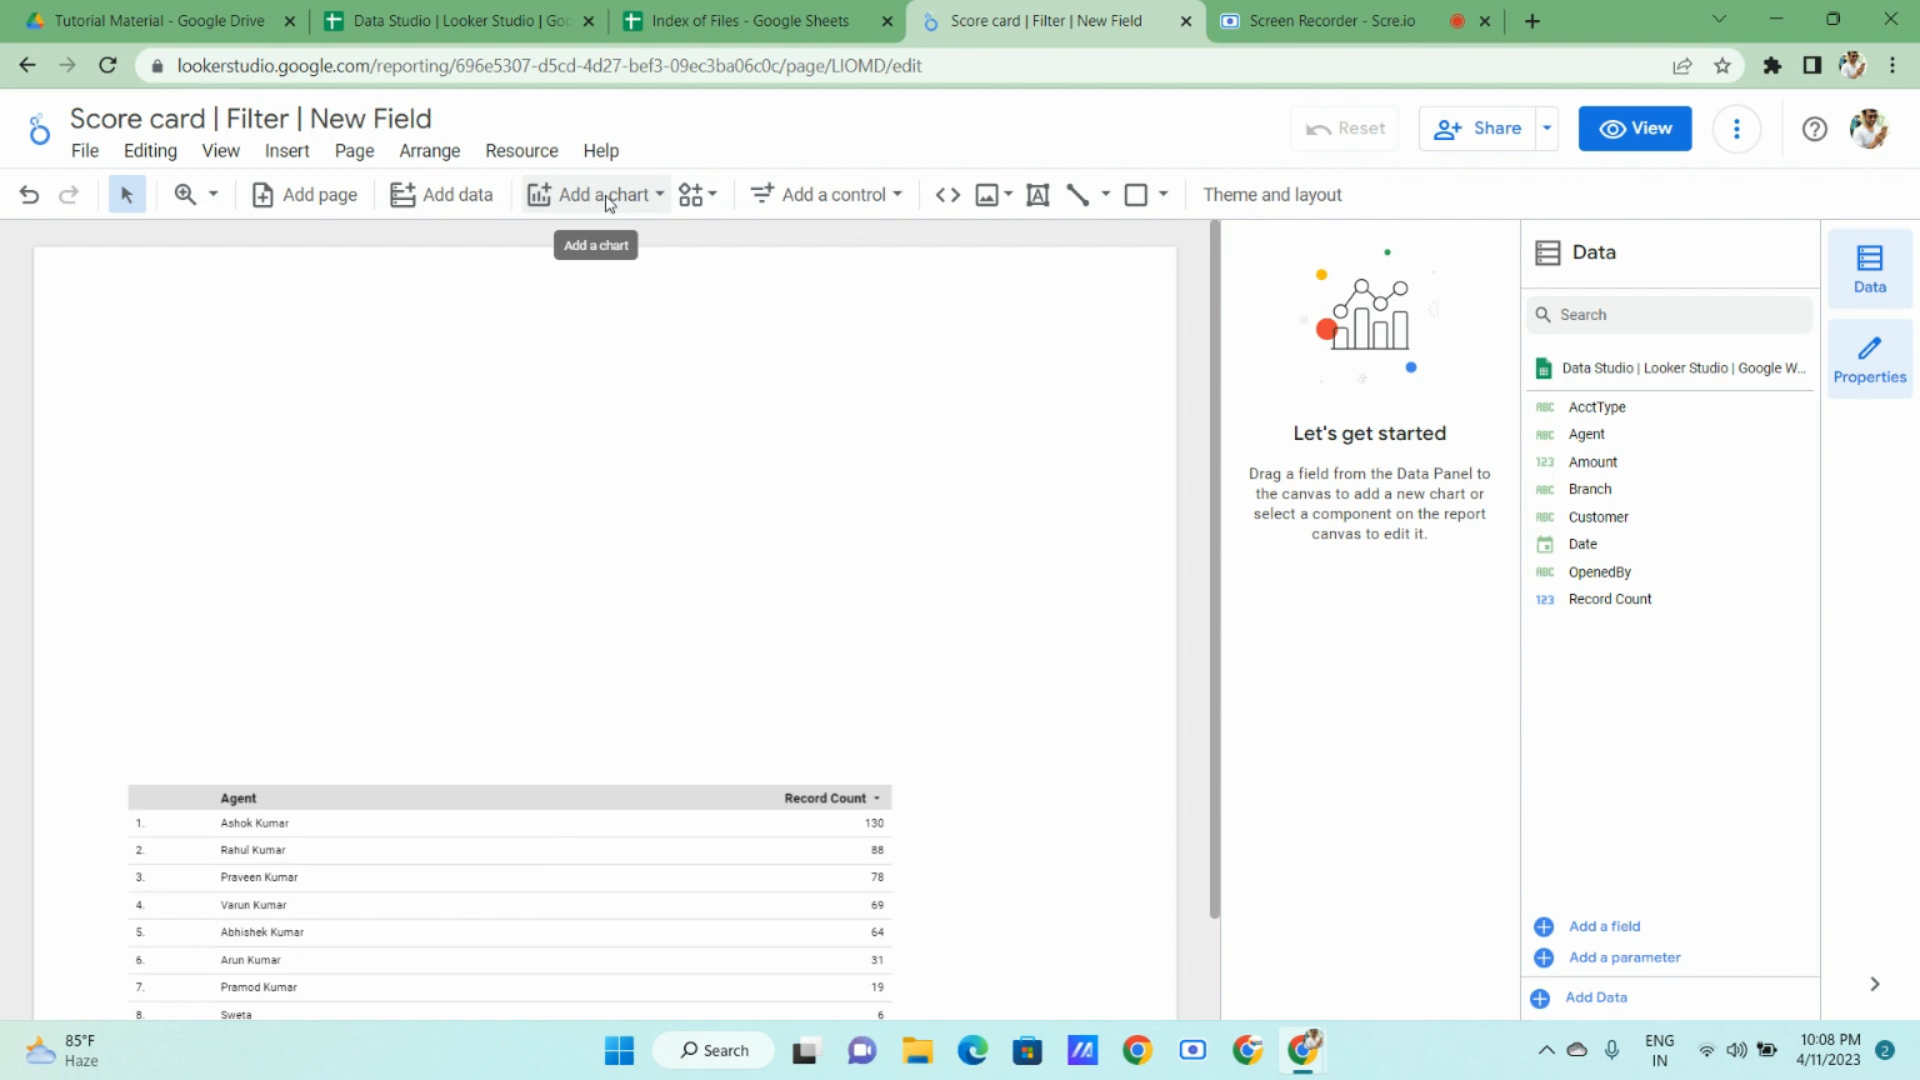 Tutorial Material - Google Drive
Data Studio | Looker Studio | Goo
Index of Files - Google Sheets
Score card | Filter | New Field
Screen Recorder - Scre.io
lookerstudio.google.com/reporting/696e5307-d5cd-4d27-bef3-09ec3ba06c0c/page/LIOMD/edit
Score card | Filter | New Field
File Editing View Insert Page Arrange Resource Help
Reset
Share
View
Add page
Add data
Add a chart
Add a control
Theme and layout
Add a chart
Let's get started
Drag a field from the Data Panel to
the canvas to add a new chart or
select a component on the report
canvas to edit it.
Data
Search
Data Studio | Looker Studio | Google W...
ABC AcctType
ABC Agent
123 Amount
ABC Branch
ABC Customer
Date
ABC OpenedBy
123 Record Count
Add a field
Add a parameter
Add Data
Data
Properties
Agent Record Count
1. Ashok Kumar 130
2. Rahul Kumar 88
3. Praveen Kumar 78
4. Varun Kumar 69
5. Abhishek Kumar 64
6. Arun Kumar 31
7. Pramod Kumar 19
8. Sweta 6
85°F
Haze
Search
ENG
IN
10:08 PM
4/11/2023
2